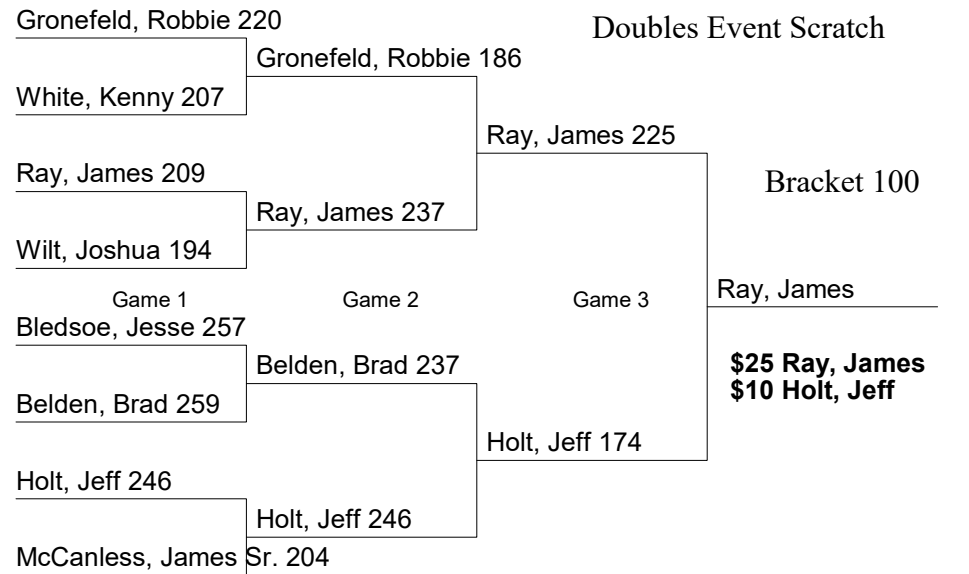 Gronefeld, Robbie 220
Doubles Event Scratch
Gronefeld, Robbie 186
White, Kenny 207
Ray, James 225
Ray, James 209
Bracket 100
Ray, James 237
Wilt, Joshua 194
Game 1
Game 2
Game 3
Ray, James
Bledsoe, Jesse 257
Belden, Brad 237
$25 Ray, James
$10 Holt, Jeff
Belden, Brad 259
Holt, Jeff 174
Holt, Jeff 246
Holt, Jeff 246
McCanless, James Sr. 204